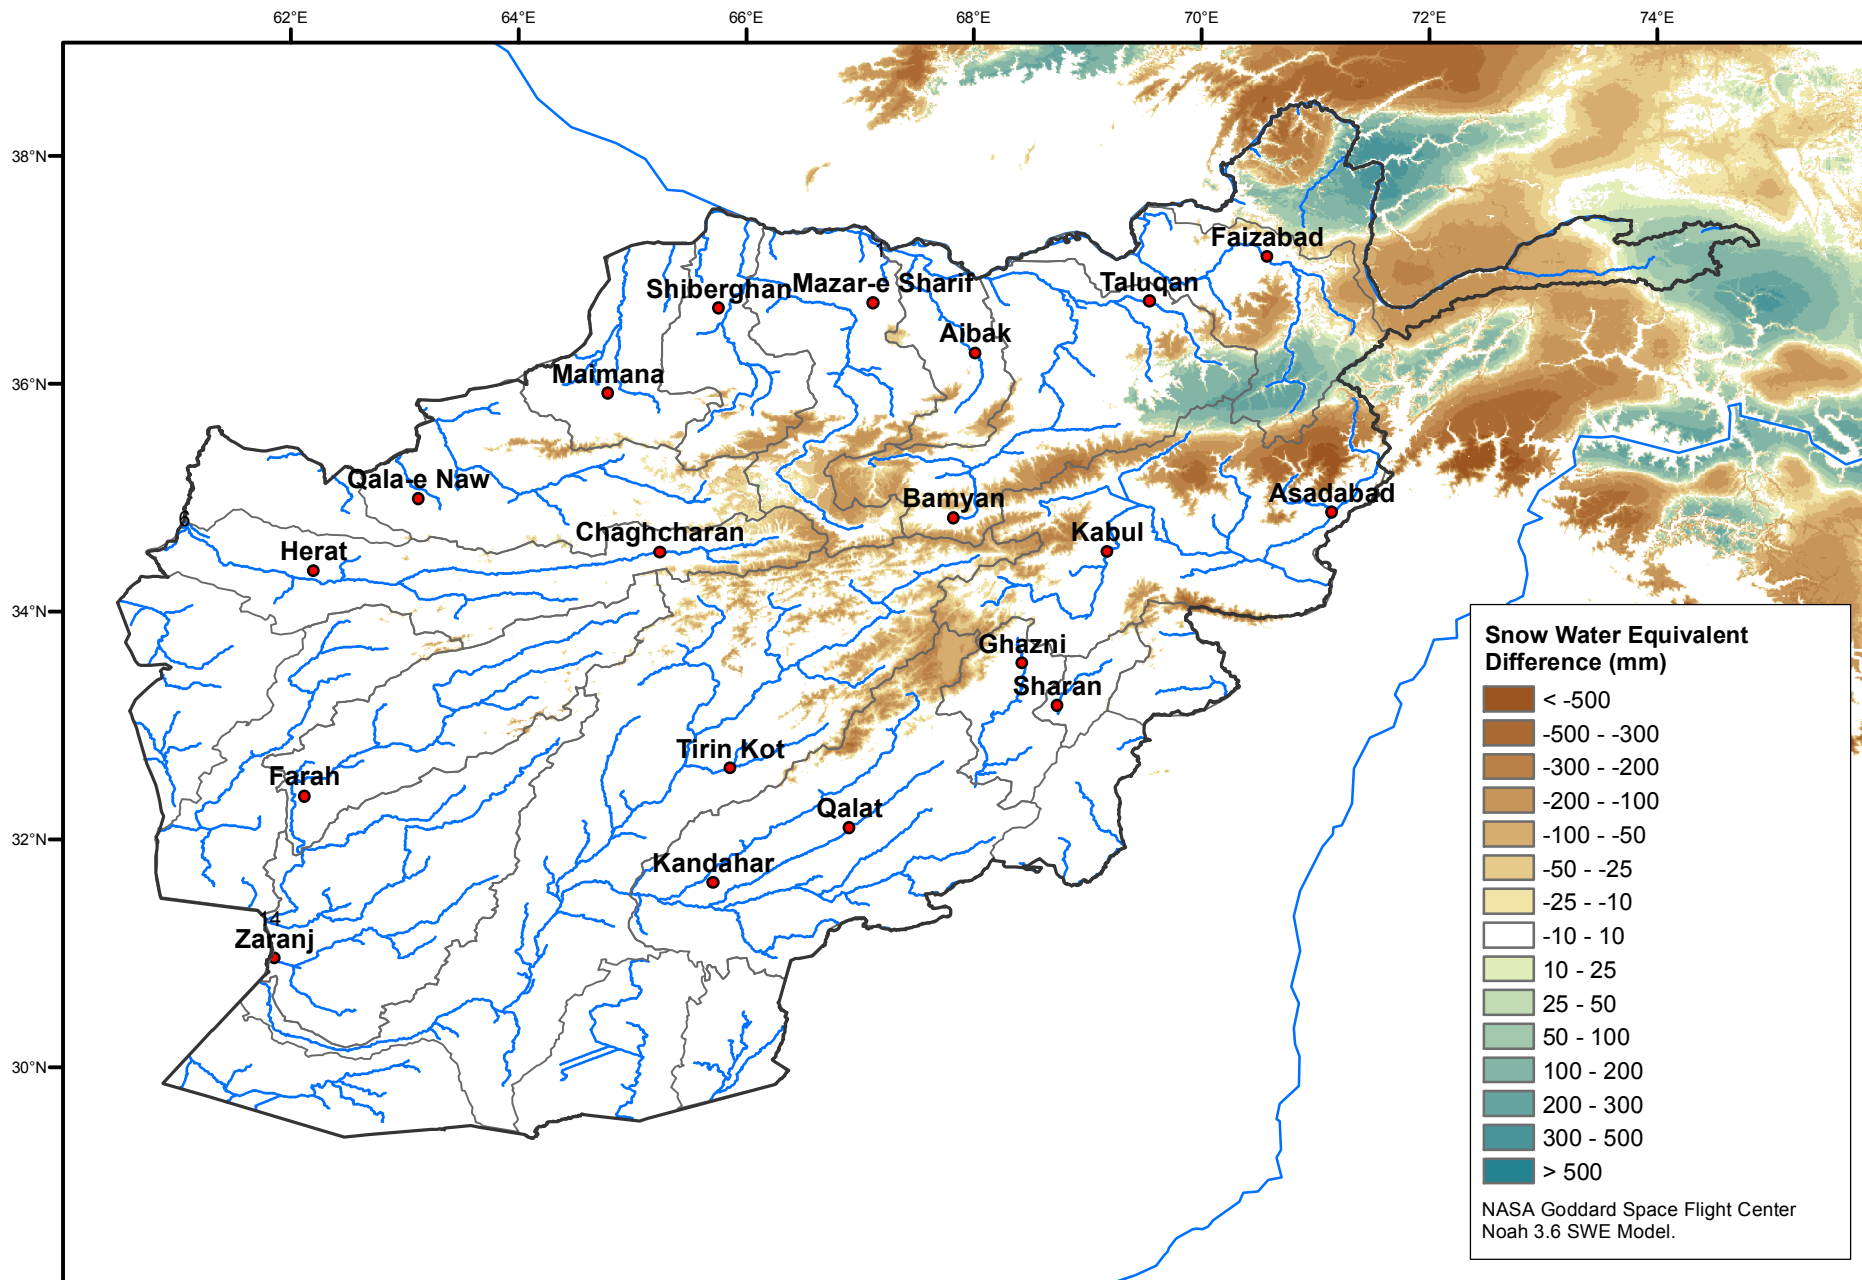 62°E 64°E 66°E 68°E 70°E 72°E 74°E
38°N
36°N
34°N
32°N
30°N
Faizabad
Shiberghan
Mazar-e Sharif
Taluqan
Aibak
Maimana
Qala-e Naw
Bamyan
Asadabad
6
Chaghcharan
Kabul
Herat
Ghazni
Sharan
Tirin Kot
Farah
Qalat
Kandahar
14
Zaranj
Snow Water Equivalent
Difference (mm)
< -500
-500 - -300
-300 - -200
-200 - -100
-100 - -50
-50 - -25
-25 - -10
-10 - 10
10 - 25
25 - 50
50 - 100
100 - 200
200 - 300
300 - 500
> 500
NASA Goddard Space Flight Center
Noah 3.6 SWE Model.